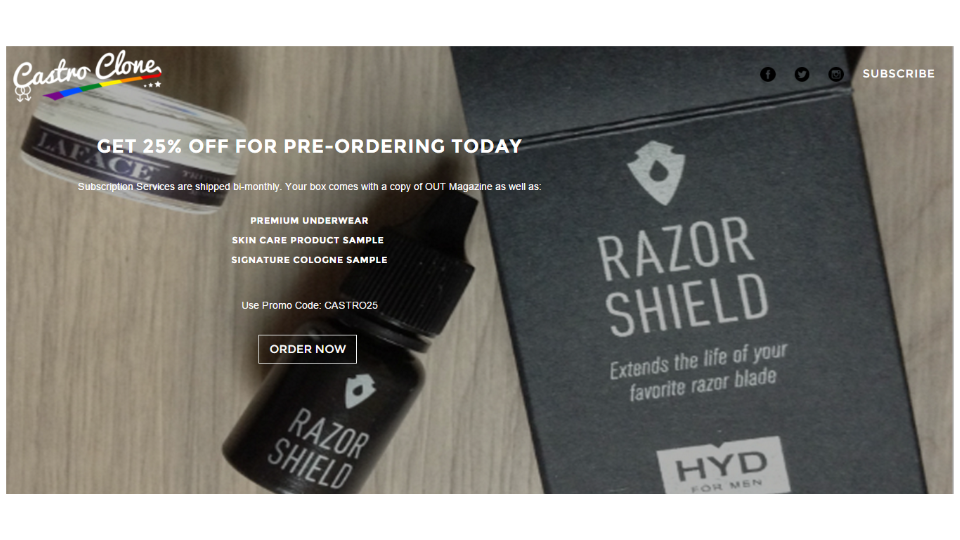 Castro Clone
SUBSCRIBE
LAFACE
GET 25% OFF FOR PRE-ORDERING TODAY
Subscription Services are shipped bi-monthly. Your box comes with a copy of OUT Magazine as well as:
PREMIUM UNDERWEAR
SKIN CARE PRODUCT SAMPLE
SIGNATURE COLOGNE SAMPLE
Use Promo Code: CASTRO25
ORDER NOW
RAZOR
SHIELD
RAZOR
SHIELD
Extends the life of your
favorite razor blade
HYD
FOR MEN